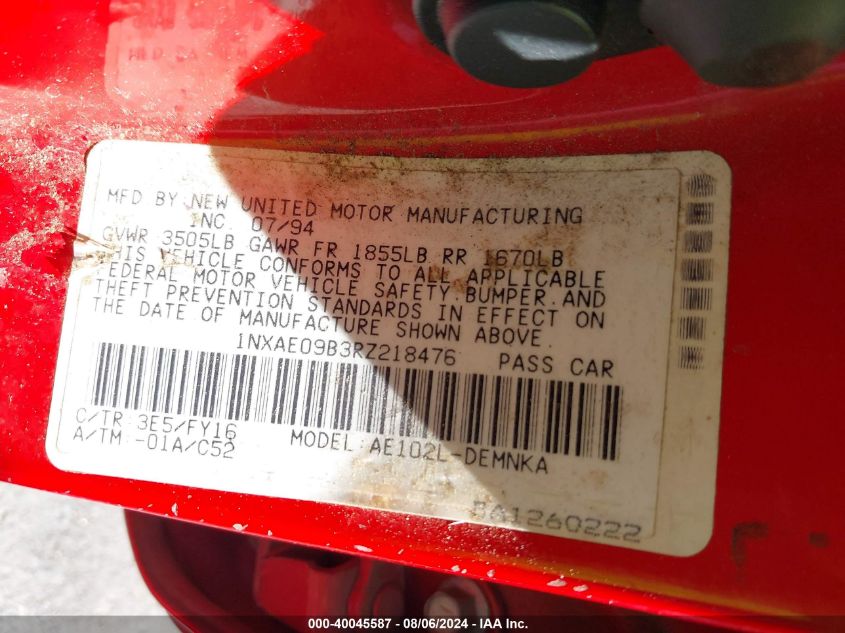 MFD BY NEW UNITED MOTOR MANUFACTURING
INC 07/94
GVWR 3505LB GAWR FR 1855LB RR 1670LB
THIS VEHICLE CONFORMS TO ALL APPLICABLE
FEDERAL MOTOR VEHICLE SAFETY,BUMPER,AND
THEFT PREVENTION STANDARDS IN EFFECT ON
THE DATE OF MANUFACTURE SHOWN ABOVE.
1NXAE09B3RZ218476 PASS CAR
C/TR 3E5/FY16
A/TM -01A/C52 MODEL AE102L-DEMNKA
000-40045587 - 08/06/2024 - IAA Inc.